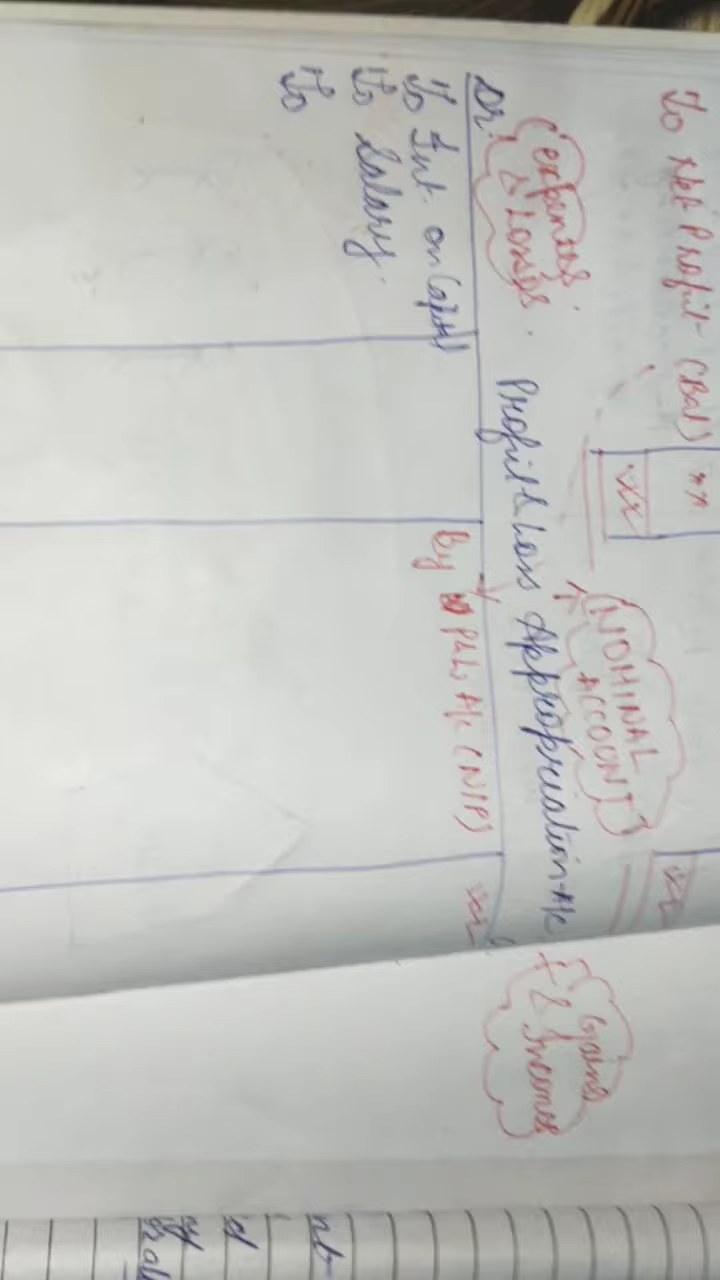 To Net Profit (Bal) xx
xx
xx
(NOMINAL
ACCOUNT)
(expenses
& Losses.
Gains
& Incomes
Profit & Loss Appropriation A/c
Dr.
To Int. on Capital
By P&L A/c (N/P) xx
To Salary.
To